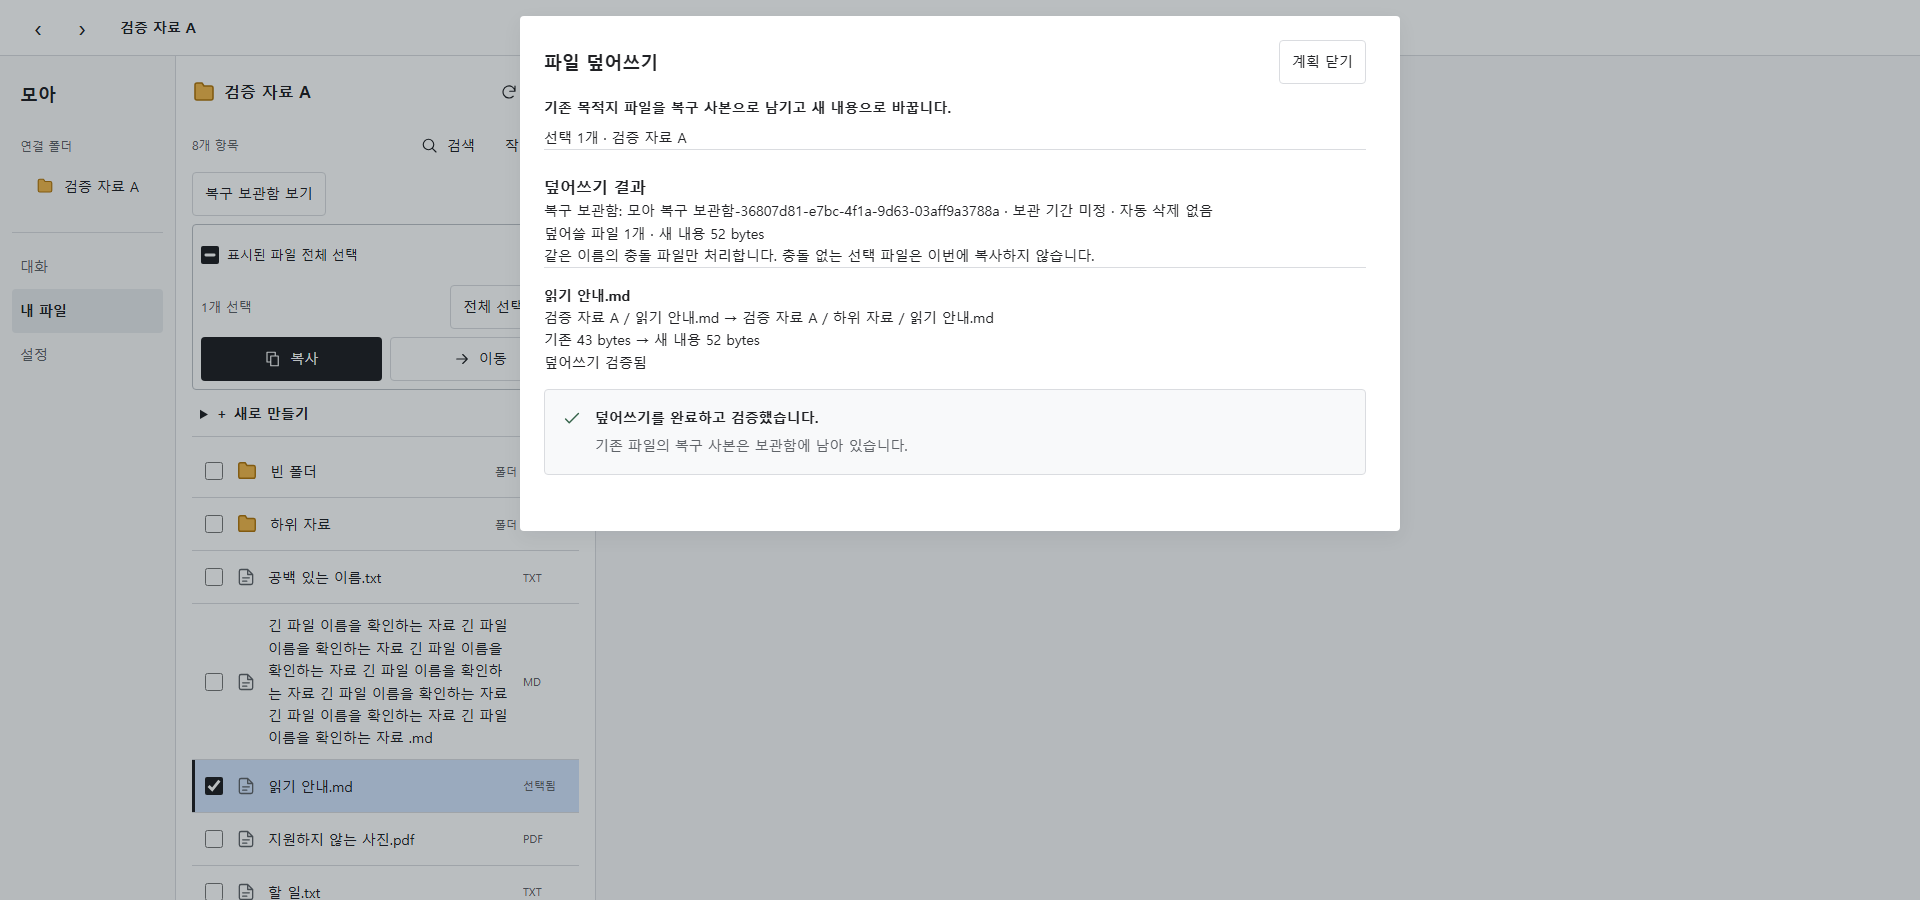 검증 자료 A
모아
연결 폴더
검증 자료 A
대화
내 파일
설정
검증 자료 A
8개 항목
검색
작
복구 보관함 보기
표시된 파일 전체 선택
1개 선택
전체 선택
복사
이동
+ 새로 만들기
빈 폴더
폴더
하위 자료
폴더
공백 있는 이름.txt
TXT
긴 파일 이름을 확인하는 자료 긴 파일
이름을 확인하는 자료 긴 파일 이름을
확인하는 자료 긴 파일 이름을 확인하
는 자료 긴 파일 이름을 확인하는 자료
긴 파일 이름을 확인하는 자료 긴 파일
이름을 확인하는 자료 .md
MD
읽기 안내.md
선택됨
지원하지 않는 사진.pdf
PDF
할 일.txt
TXT
파일 덮어쓰기
계획 닫기
기존 목적지 파일을 복구 사본으로 남기고 새 내용으로 바꿉니다.
선택 1개 · 검증 자료 A
덮어쓰기 결과
복구 보관함: 모아 복구 보관함-36807d81-e7bc-4f1a-9d63-03aff9a3788a · 보관 기간 미정 · 자동 삭제 없음
덮어쓸 파일 1개 · 새 내용 52 bytes
같은 이름의 충돌 파일만 처리합니다. 충돌 없는 선택 파일은 이번에 복사하지 않습니다.
읽기 안내.md
검증 자료 A / 읽기 안내.md → 검증 자료 A / 하위 자료 / 읽기 안내.md
기존 43 bytes → 새 내용 52 bytes
덮어쓰기 검증됨
덮어쓰기를 완료하고 검증했습니다.
기존 파일의 복구 사본은 보관함에 남아 있습니다.